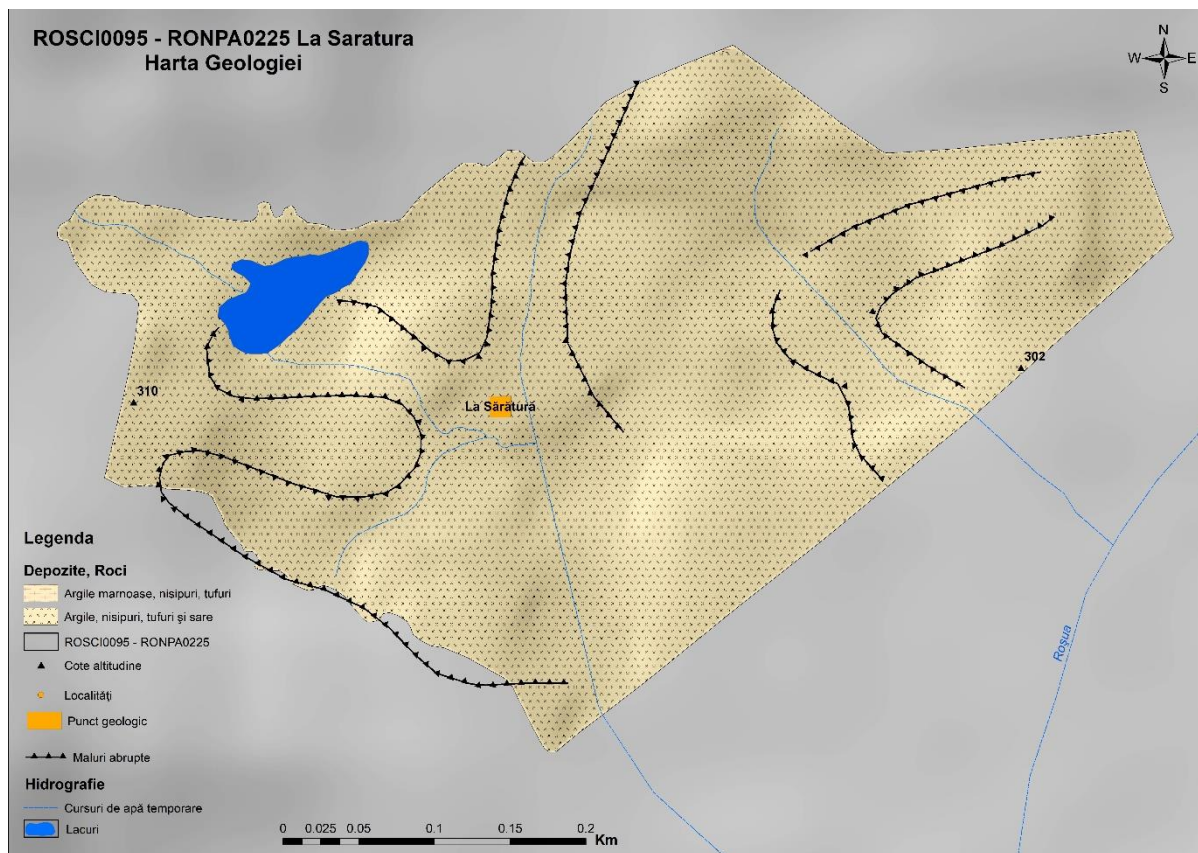 ROSCI0095 - RONPA0225 La Saratura
Harta Geologiei
N
W
E
S
302
310
La Sărătură
Roșua
Legenda
Depozite, Roci
Argile marnoase, nisipuri, tufuri
Argile, nisipuri, tufuri și sare
ROSCI0095 - RONPA0225
Cote altitudine
Localități
Punct geologic
Maluri abrupte
Hidrografie
Cursuri de apă temporare
Lacuri
0 0.025 0.05 0.1 0.15 0.2
Km